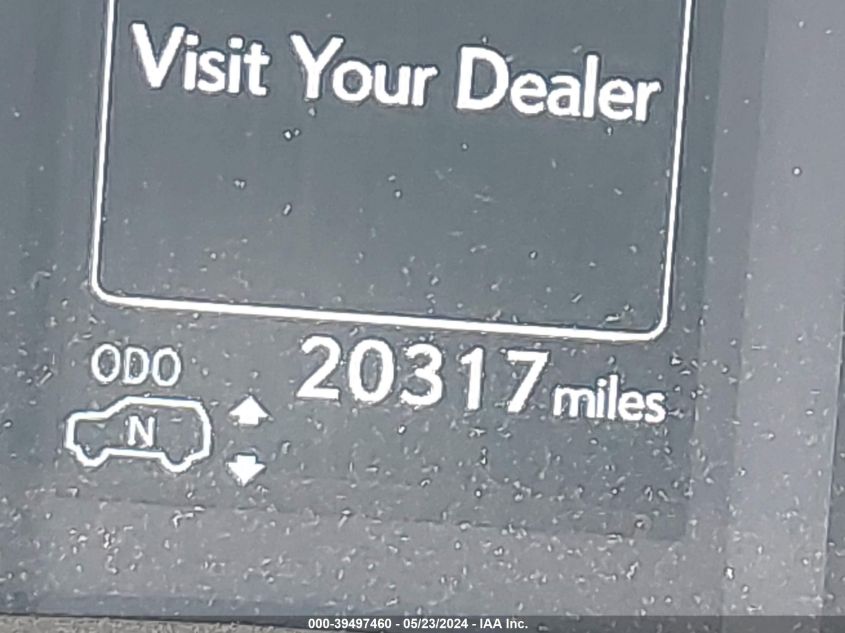 Visit Your Dealer
ODO 20317 miles
N
000-39497460 - 05/23/2024 - IAA Inc.